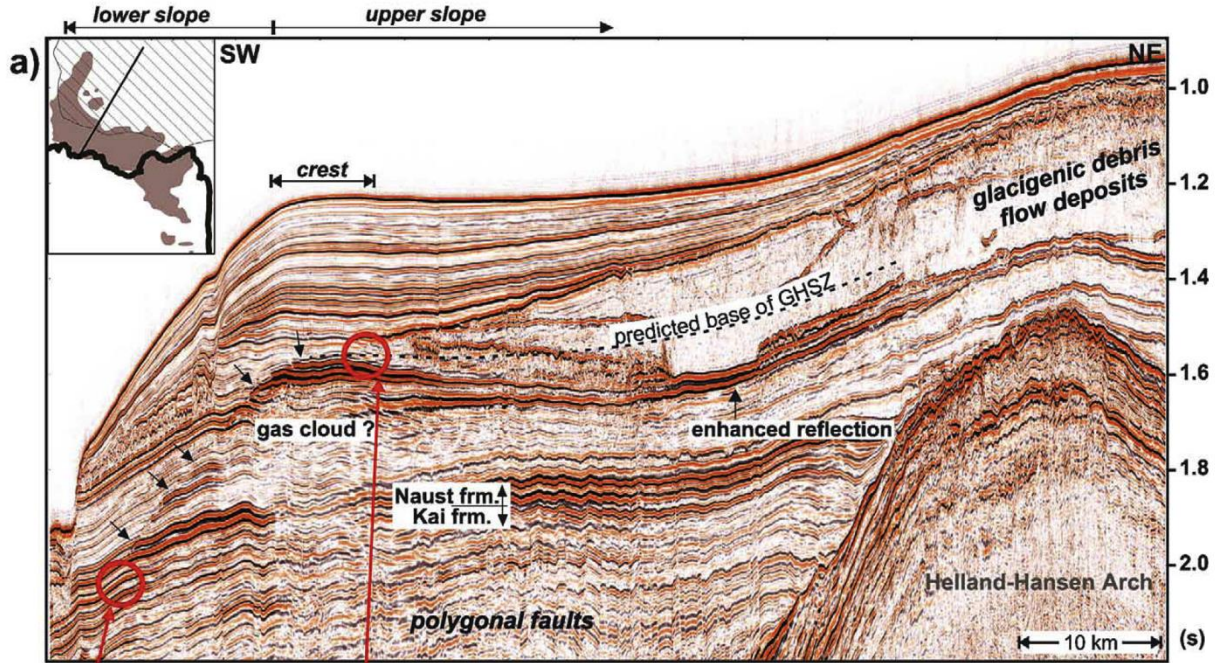 lower slope
upper slope
a)
SW
NE
1.0
crest
glacigenic debris
flow deposits
1.2
1.4
predicted base of GHSZ
1.6
gas cloud ?
enhanced reflection
1.8
Naust frm.
Kai frm.
2.0
Helland-Hansen Arch
polygonal faults
10 km
(s)